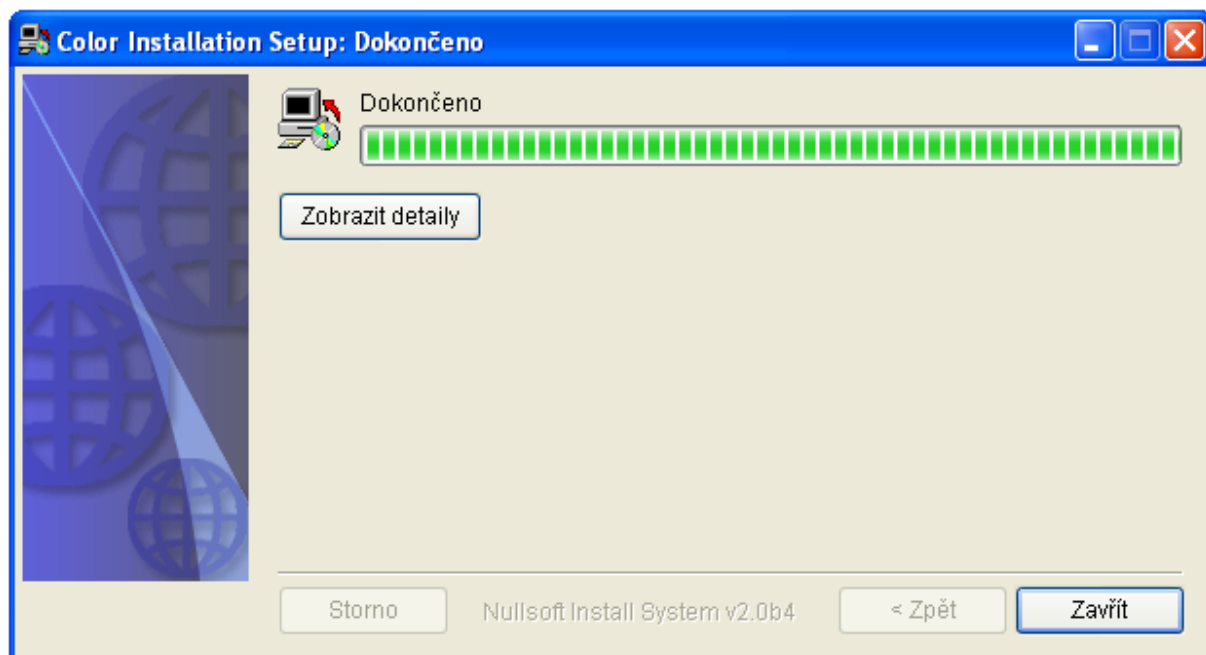 Color Installation Setup: Dokončeno
Dokončeno
Zobrazit detaily
Storno Nullsoft Install System v2.0b4 < Zpět Zavřít